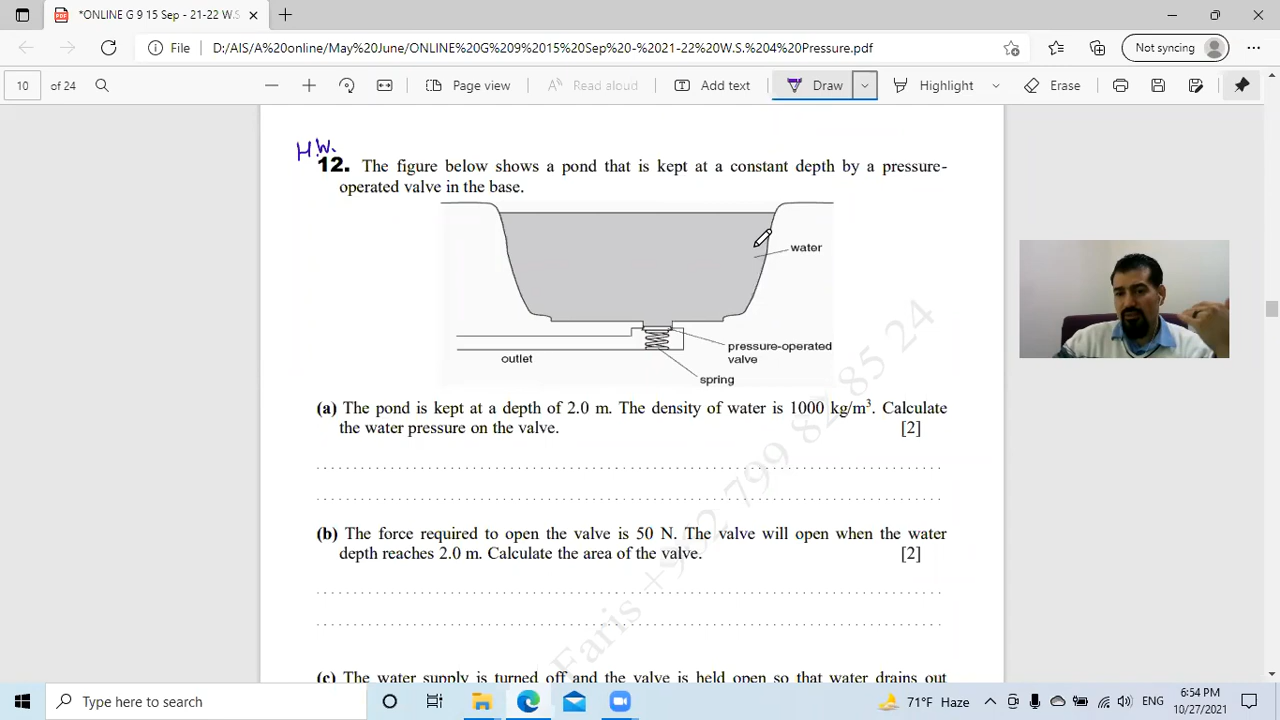 *ONLINE G 9 15 Sep - 21-22 W.S
File
D:/AIS/A%20online/May%20June/ONLINE%20G%209%2015%20Sep%20-%2021-22%20W.S.%204%20Pressure.pdf
Not syncing
10 of 24
Page view
Read aloud
Add text
Draw
Highlight
Erase
H.W.
12. The figure below shows a pond that is kept at a constant depth by a pressure-
operated valve in the base.
water
pressure-operated
valve
outlet
spring
(a) The pond is kept at a depth of 2.0 m. The density of water is 1000 kg/m³. Calculate
the water pressure on the valve. [2]
(b) The force required to open the valve is 50 N. The valve will open when the water
depth reaches 2.0 m. Calculate the area of the valve. [2]
Faris
799 8
85 24
(c) The water supply is turned off and the valve is held open so that water drains out
Type here to search
71°F Haze
ENG
6:54 PM
10/27/2021